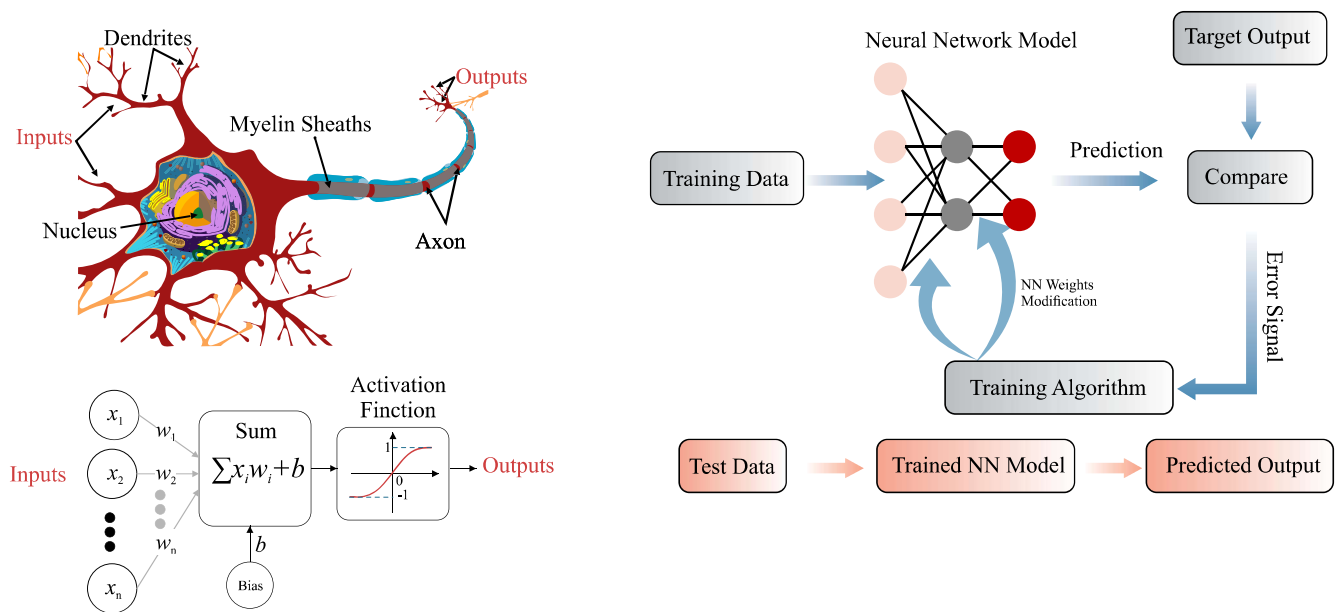 Dendrites
Outputs
Inputs
Myelin Sheaths
Nucleus
Axon
Activation
Finction
x₁
w₁
Sum
1
Inputs
x₂
w₂
∑xᵢwᵢ+b
0
-1
Outputs
wₙ
b
xₙ
Bias
Neural Network Model
Target Output
Training Data
Prediction
Compare
NN Weights
Modification
Error Signal
Training Algorithm
Test Data
Trained NN Model
Predicted Output